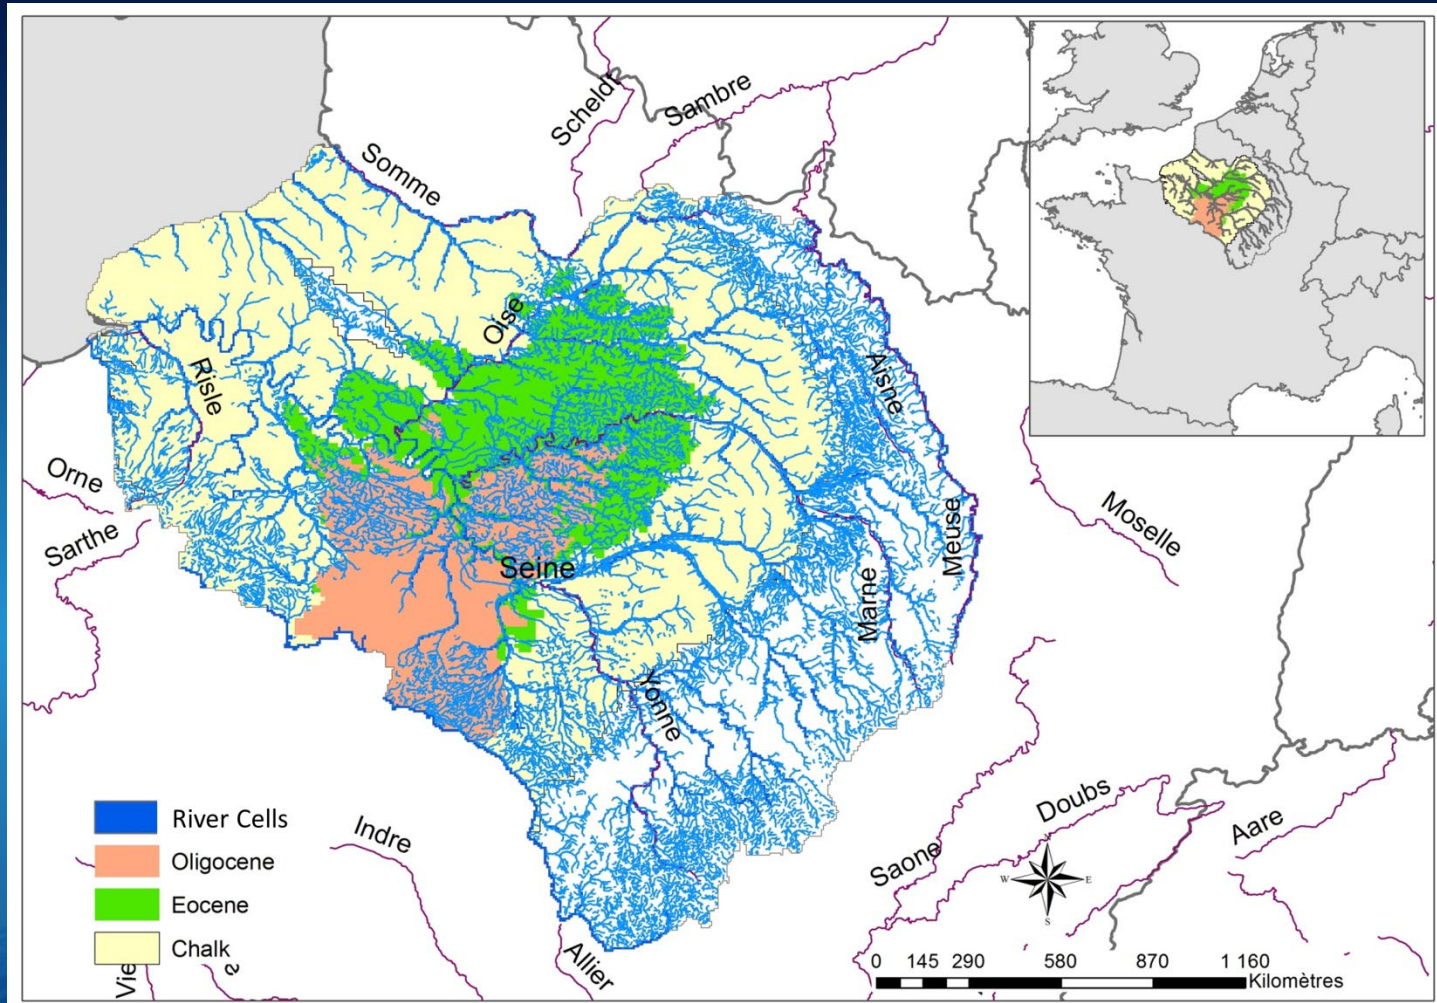 Scheldt
Sambre
Somme
Oise
Risle
Aisne
Orne
Sarthe
Moselle
Meuse
Seine
Marne
Yonne
Doubs
Indre
Aare
Saone
Allier
River Cells
Oligocene
Eocene
Chalk
Vie
N
W E
S
0 145 290 580 870 1 160
Kilomètres